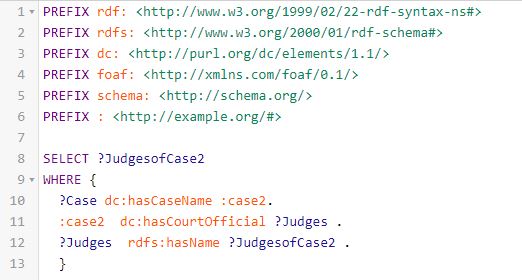 1 PREFIX rdf: <http://www.w3.org/1999/02/22-rdf-syntax-ns#>
2 PREFIX rdfs: <http://www.w3.org/2000/01/rdf-schema#>
3 PREFIX dc: <http://purl.org/dc/elements/1.1/>
4 PREFIX foaf: <http://xmlns.com/foaf/0.1/>
5 PREFIX schema: <http://schema.org/>
6 PREFIX : <http://example.org/#>
7
8 SELECT ?JudgesofCase2
9 WHERE {
10 ?Case dc:hasCaseName :case2.
11 :case2  dc:hasCourtOfficial ?Judges .
12 ?Judges  rdfs:hasName ?JudgesofCase2 .
13 }